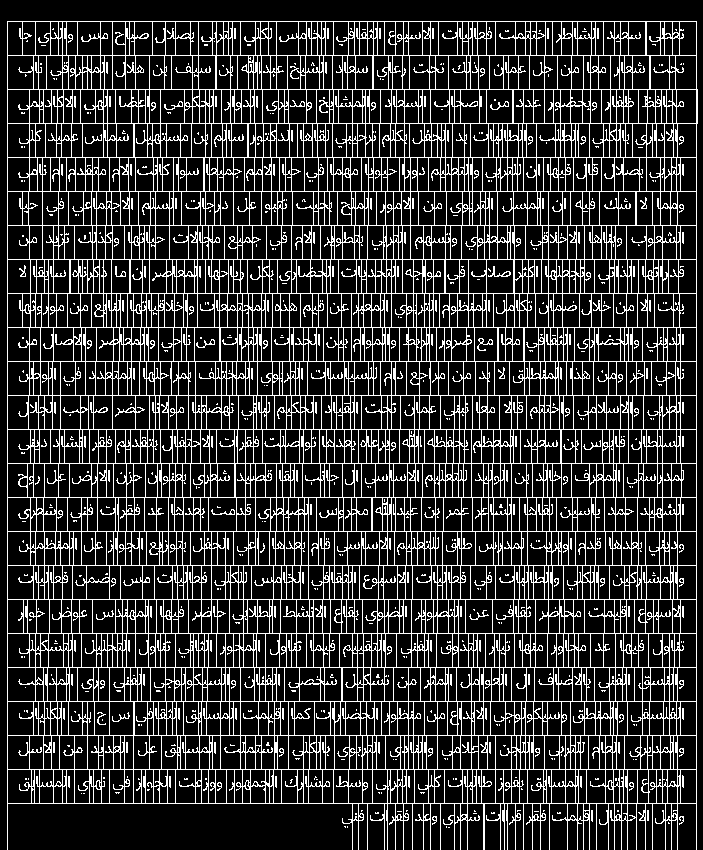 تغطي سعيد الشاطر اختتمت فعاليات الاسبوع الثقافي الخامس لكلي التربي بصلال صباح مس والذي جا
تحت شعار معا من جل عمان وذلك تحت رعاي سعاد الشيخ عبدالله بن سيف بن هلال المحروقي ناب
محافظ ظفار وبحضور عدد من اصحاب السعاد والمشايخ ومديري الدوار الحكومي واعضا الهي الاكاديمي
والاداري بالكلي والطلب والطالبات بد الحفل بكلم ترحيبي لقاها الدكتور سالم بن مستهيل شماس عميد كلي
التربي بصلال قال فيها ان للتربي والتعليم دورا حيويا مهما في حيا الامم جميعا سوا كانت الام متقدم ام نامي
ومما لا شك فيه ان المسل التربوي من الامور الملح بحيث تتبو عل درجات السلم الاجتماعي في حيا
الشعوب وبناها الاخلاقي والمعنوي وتسهم التربي بتطوير الام في جميع مجالات حياتها وكذلك تزيد من
قدراتها الذاتي وتجعلها اكثر صلاب في مواجه التحديات الحضاري بكل رياحها المعاصر ان ما ذكرناه سابقا لا
يتت الا من خلال ضمان تكامل المنظوم التربوي المعبر عن قيم هذه المجتمعات واخلاقياتها النابع من موروثها
الديني والحضاري الثقافي معا مع ضرور الربط والموام بين الحداث والتراث من ناحي والمعاصر والاصال من
ناحي اخر ومن هذا المنطلق لا بد من مراجع دام للسياسات التربوي المختلف بمراحلها المتعدد في الوطن
العربي والاسلامي واختتم قالا معا نبني عمان تحت القياد الحكيم لباني نهضتنا مولانا حضر صاحب الجلال
السلطان قابوس بن سعيد المعظم يحفظه الله ويرعاه بعدها تواصلت فقرات الاحتفال بتقديم فقر انشاد ديني
لمدرستي المعرف وخالد بن الوليد للتعليم الاساسي ال جانب القا قصيد شعري بعنوان حزن الارض عل روح
الشهيد حمد ياسين لقاها الشاعر عمر بن عبدالله محروس الصيعري قدمت بعدها عد فقرات فني وشعري
وديني بعدها قدم اوبريت لمدرس طاق للتعليم الاساسي قام بعدها راعي الحفل بتوزيع الجواز عل المنظمين
والمشاركين والكلي والطالبات في فعاليات الاسبوع الثقافي الخامس للكلي فعاليات مس وضمن فعاليات
الاسبوع اقيمت محاضر ثقافي عن التصوير الضوي بقاع الانشط الطلابي حاضر فيها المهندس عوض خوار
تناول فيها عد محاور منها تيار التذوق الفني والتقييم فيما تناول المحور الثاني تناول التحليل التشكيلي
والنسق الفني بالاضاف ال العوامل المثر من تشكيل شخصي الفنان والسيكولوجي الفني وري المذاهب
الفلسفي والمنطق وسيكولوجي الابداع من منظور الحضارات كما اقيمت المسابق الثقافي س ج بين الكليات
والمديري العام للتربي واللجن الاعلامي والنادي التربوي بالكلي واشتملت المسابق عل العديد من الاسل
المتنوع وانتهت المسابق بفوز طالبات كلي التربي وسط مشارك الجمهور ووزعت الجواز في نهاي المسابق
وقبل الاحتفال اقيمت فقر قراات شعري وعد فقرات فني